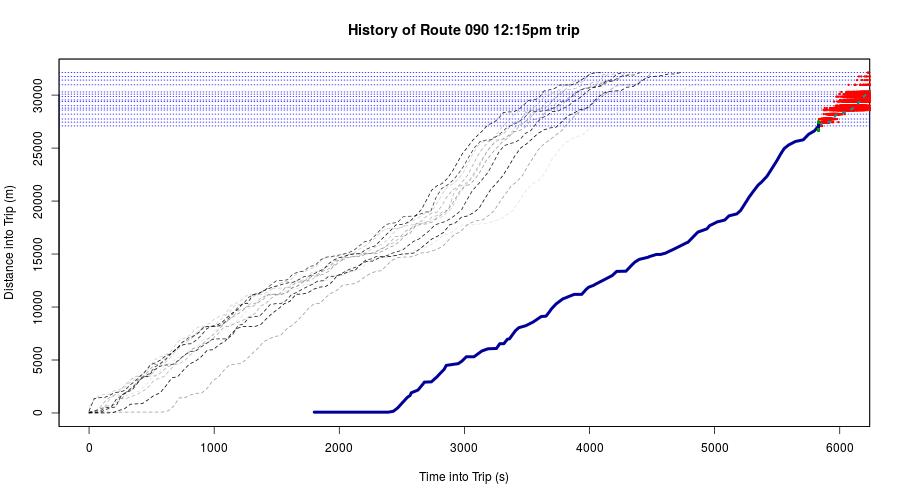 History of Route 090 12:15pm trip
Distance into Trip (m)
30000
25000
20000
15000
10000
5000
0
0 1000 2000 3000 4000 5000 6000
Time into Trip (s)